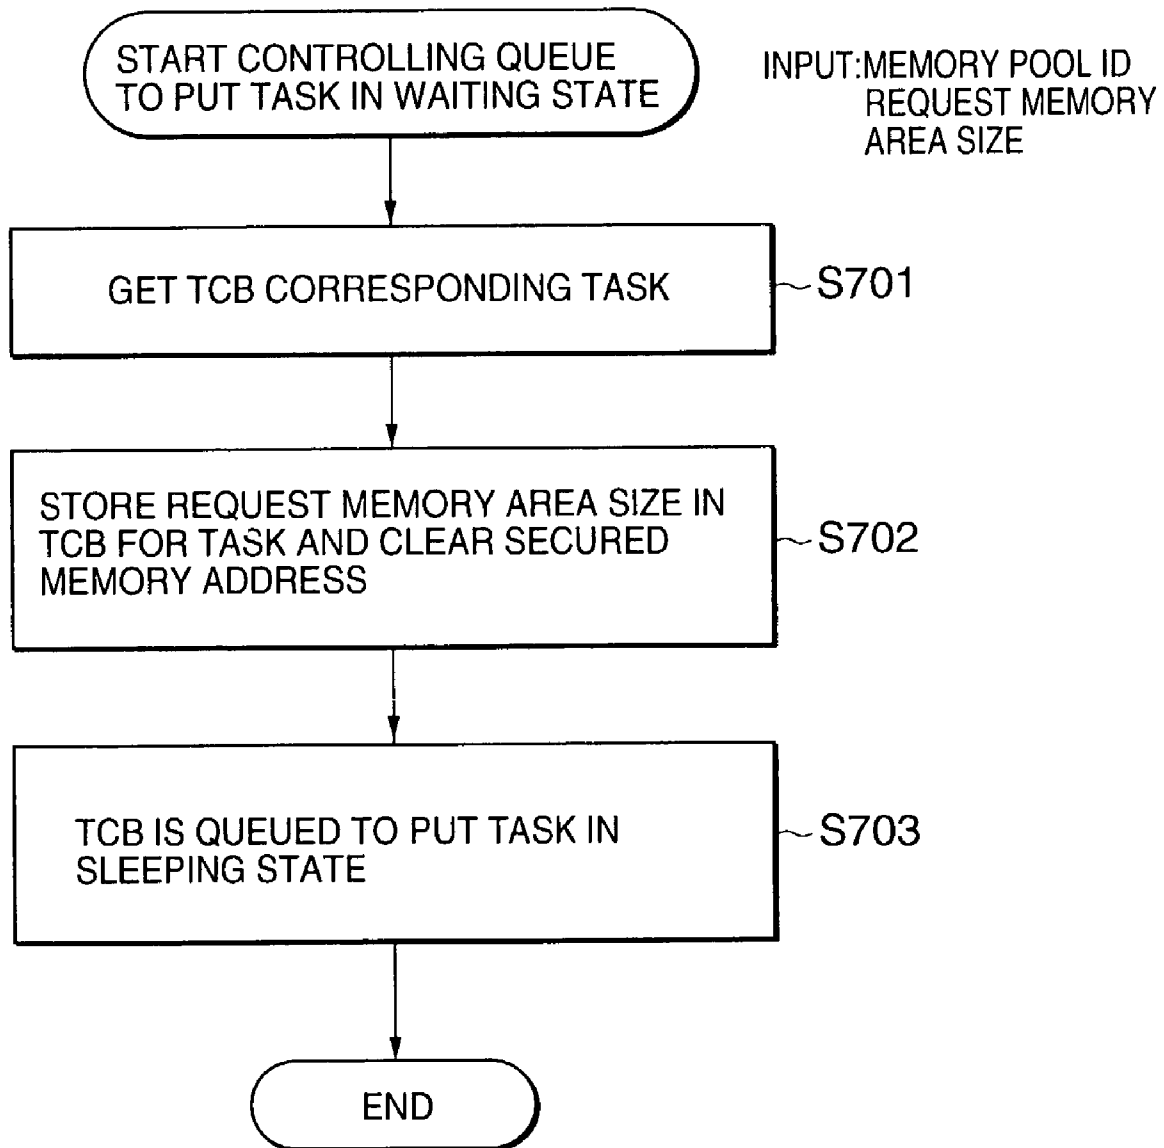 START CONTROLLING QUEUE
TO PUT TASK IN WAITING STATE
INPUT:MEMORY POOL ID
REQUEST MEMORY
AREA SIZE
GET TCB CORRESPONDING TASK
S701
STORE REQUEST MEMORY AREA SIZE IN
TCB FOR TASK AND CLEAR SECURED
MEMORY ADDRESS
S702
TCB IS QUEUED TO PUT TASK IN
SLEEPING STATE
S703
END